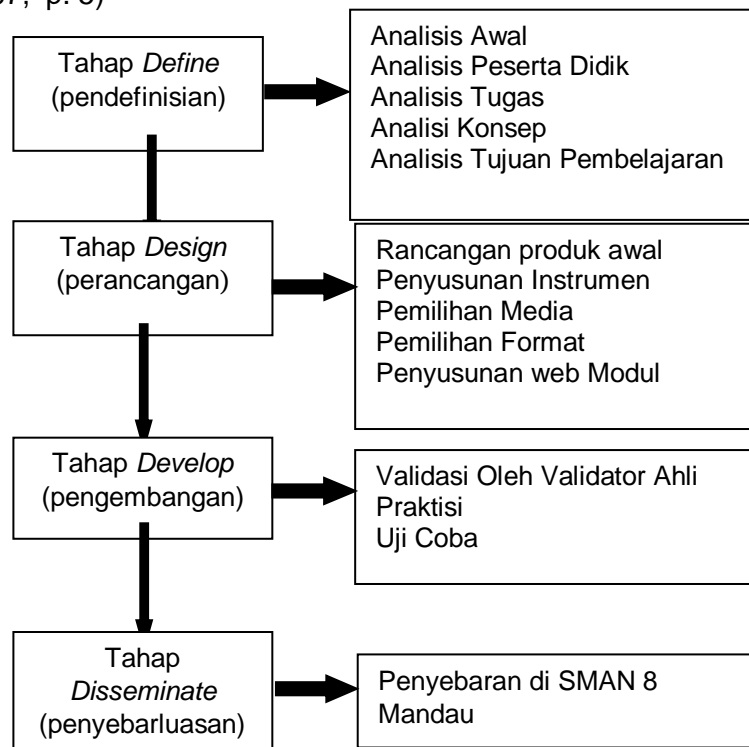 p. 3)
Tahap Define
(pendefinisian)
Analisis Awal
Analisis Peserta Didik
Analisis Tugas
Analisi Konsep
Analisis Tujuan Pembelajaran
Tahap Design
(perancangan)
Rancangan produk awal
Penyusunan Instrumen
Pemilihan Media
Pemilihan Format
Penyusunan web Modul
Tahap Develop
(pengembangan)
Validasi Oleh Validator Ahli
Praktisi
Uji Coba
Tahap
Disseminate
(penyebarluasan)
Penyebaran di SMAN 8
Mandau